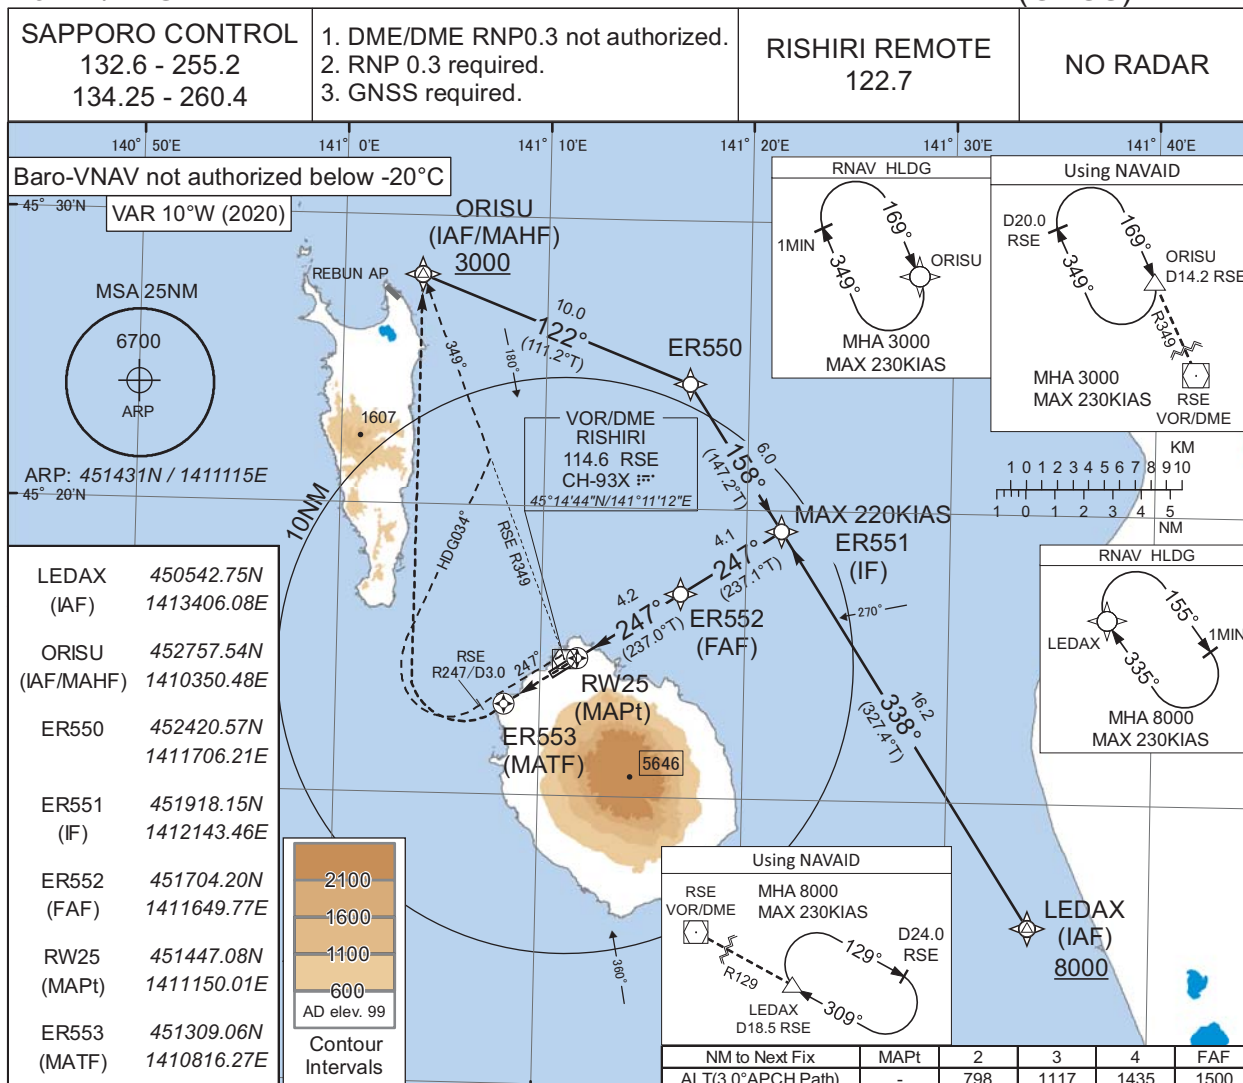 SAPPORO CONTROL
132.6 - 255.2
134.25 - 260.4
1. DME/DME RNP0.3 not authorized.
2. RNP 0.3 required.
3. GNSS required.
RISHIRI REMOTE
122.7
NO RADAR
140° 50'E
141° 0'E
141° 10'E
141° 20'E
141° 30'E
141° 40'E
Baro-VNAV not authorized below -20°C
45° 30'N
VAR 10°W (2020)
MSA 25NM
6700
ARP
ARP: 451431N / 1411115E
45° 20'N
REBUN AP
1607
ORISU
(IAF/MAHF)
3000
10.0
122°
(111.2°T)
180°
349°
ER550
6.0
158°
(147.2°T)
VOR/DME
RISHIRI
114.6 RSE
CH-93X
45°14'44"N/141°11'12"E
10NM
HDG034°
RSE R349
MAX 220KIAS
ER551
(IF)
4.1
247°
(237.1°T)
ER552
(FAF)
4.2
247°
(237.0°T)
270°
RSE
R247/D3.0
247°
RW25
(MAPt)
ER553
(MATF)
5646
16.2
338°
(327.4°T)
360°
LEDAX
(IAF)
8000
RNAV HLDG
169°
1MIN
349°
ORISU
MHA 3000
MAX 230KIAS
Using NAVAID
D20.0
RSE
169°
349°
ORISU
D14.2 RSE
R349
MHA 3000
MAX 230KIAS
RSE
VOR/DME
KM
1 0 1 2 3 4 5 6 7 8 9 10
1 0 1 2 3 4 5
NM
RNAV HLDG
155°
1MIN
LEDAX
335°
MHA 8000
MAX 230KIAS
LEDAX 450542.75N
(IAF) 1413406.08E
ORISU 452757.54N
(IAF/MAHF) 1410350.48E
ER550 452420.57N
1411706.21E
ER551 451918.15N
(IF) 1412143.46E
ER552 451704.20N
(FAF) 1411649.77E
RW25 451447.08N
(MAPt) 1411150.01E
ER553 451309.06N
(MATF) 1410816.27E
2100
1600
1100
600
AD elev. 99
Contour
Intervals
Using NAVAID
RSE
VOR/DME
MHA 8000
MAX 230KIAS
R129
129°
D24.0
RSE
309°
LEDAX
D18.5 RSE
NM to Next Fix MAPt 2 3 4 FAF
ALT(3.0°APCH Path) - 798 1117 1435 1500